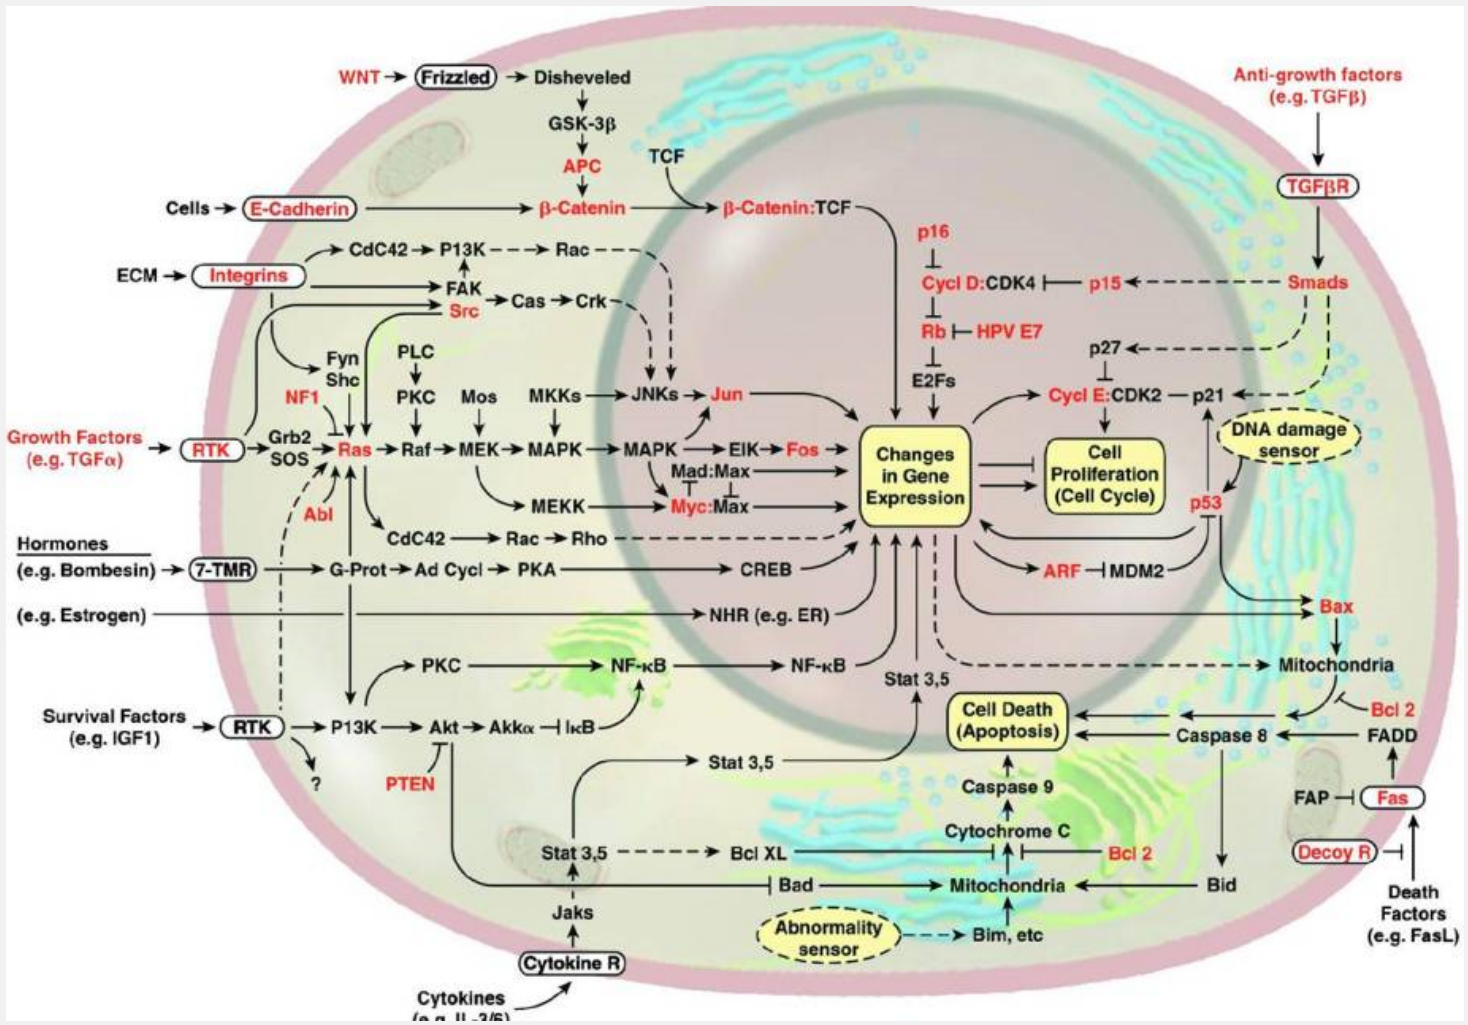 WNT
Frizzled
Disheveled
GSK-3β
APC
TCF
Cells
E-Cadherin
β-Catenin
β-Catenin:TCF
Anti-growth factors
(e.g. TGFβ)
TGFβR
Smads
p16
Cycl D:CDK4
p15
Rb
HPV E7
E2Fs
p27
Cycl E:CDK2
p21
ECM
Integrins
CdC42
P13K
Rac
FAK
Src
Cas
Crk
Fyn
Shc
PLC
PKC
NF1
Mos
MKKs
JNKs
Jun
Growth Factors
(e.g. TGFα)
RTK
Grb2
SOS
Ras
Raf
MEK
MAPK
MAPK
ElK
Fos
Mad:Max
Myc:Max
MEKK
Abl
CdC42
Rac
Rho
Changes
in Gene
Expression
Cell
Proliferation
(Cell Cycle)
DNA damage
sensor
p53
Hormones
(e.g. Bombesin)
7-TMR
G-Prot
Ad Cycl
PKA
CREB
ARF
MDM2
(e.g. Estrogen)
NHR (e.g. ER)
Bax
PKC
NF-κB
NF-κB
Stat 3,5
Mitochondria
Survival Factors
(e.g. IGF1)
RTK
P13K
Akt
Akkα
IκB
?
PTEN
Stat 3,5
Cell Death
(Apoptosis)
Bcl 2
Caspase 8
FADD
Caspase 9
FAP
Fas
Cytochrome C
Stat 3,5
Bcl XL
Bcl 2
Decoy R
Bad
Mitochondria
Bid
Death
Factors
(e.g. FasL)
Jaks
Abnormality
sensor
Bim, etc
Cytokine R
Cytokines
(e.g. IL-3/6)